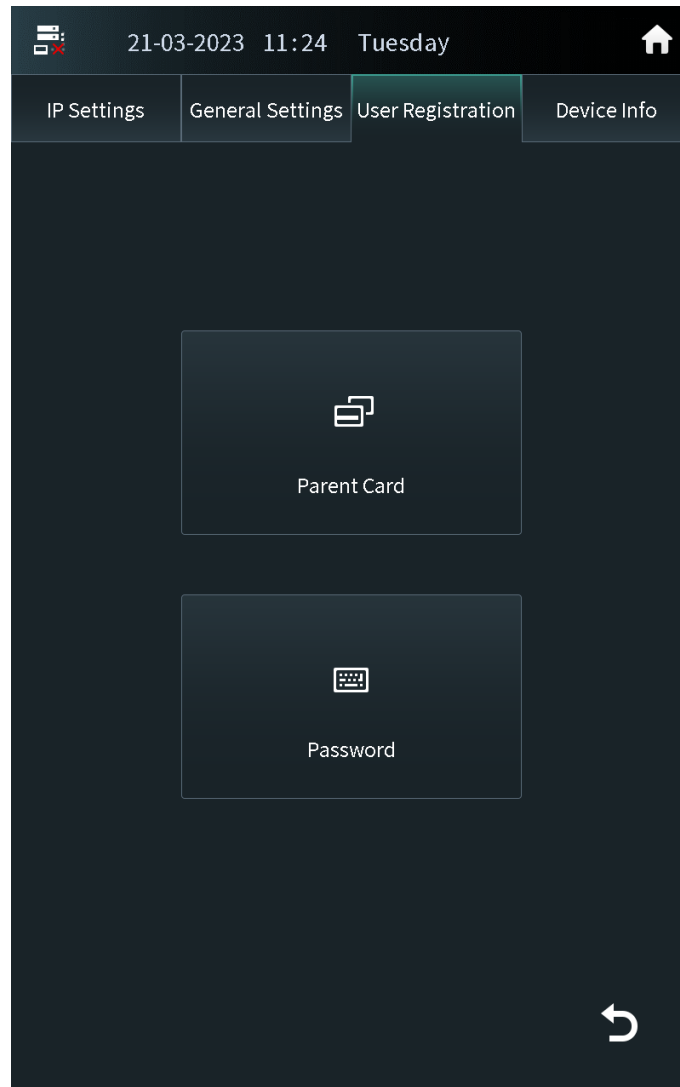 21-03-2023 11:24 Tuesday
IP Settings General Settings User Registration Device Info
Parent Card
Password